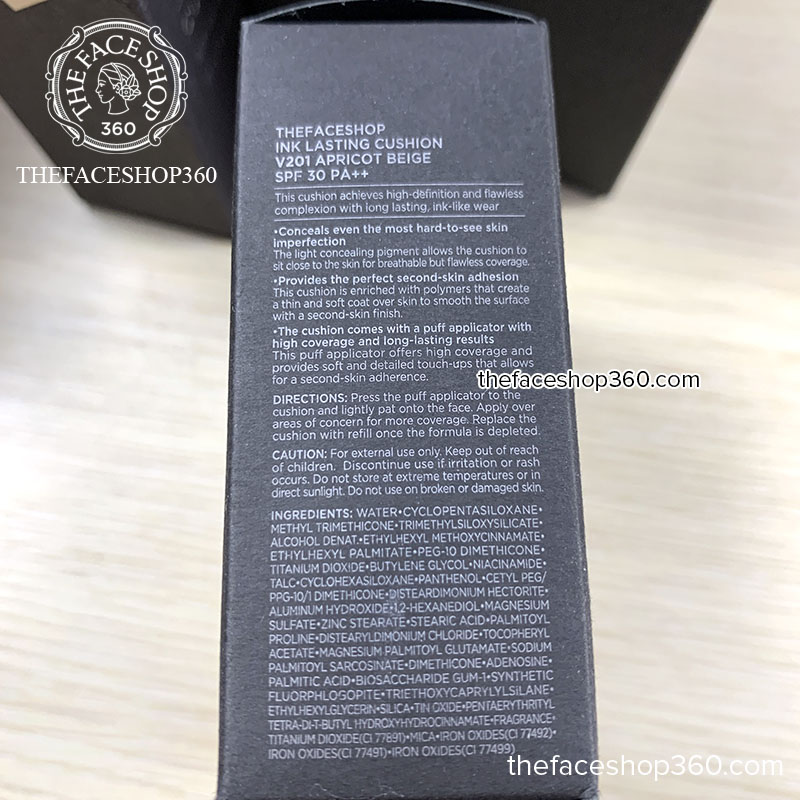 THE FACE SHOP
360
THEFACESHOP360
THEFACESHOP
INK LASTING CUSHION
V201 APRICOT BEIGE
SPF 30 PA++
This cushion achieves high-definition and flawless
complexion with long lasting, ink-like wear
•Conceals even the most hard-to-see skin
imperfection
The light concealing pigment allows the cushion to
sit close to the skin for breathable but flawless coverage.
•Provides the perfect second-skin adhesion
This cushion is enriched with polymers that create
a thin and soft coat over skin to smooth the surface
with a second-skin finish.
•The cushion comes with a puff applicator with
high coverage and long-lasting results
This puff applicator offers high coverage and
provides soft and detailed touch-ups that allows
for a second-skin adherence.
thefaceshop360.com
DIRECTIONS: Press the puff applicator to the
cushion and lightly pat onto the face. Apply over
areas of concern for more coverage. Replace the
cushion with refill once the formula is depleted.
CAUTION: For external use only. Keep out of reach
of children. Discontinue use if irritation or rash
occurs. Do not store at extreme temperatures or in
direct sunlight. Do not use on broken or damaged skin.
INGREDIENTS: WATER•CYCLOPENTASILOXANE•
METHYL TRIMETHICONE•TRIMETHYLSILOXYSILICATE•
ALCOHOL DENAT.•ETHYLHEXYL METHOXYCINNAMATE•
ETHYLHEXYL PALMITATE•PEG-10 DIMETHICONE•
TITANIUM DIOXIDE•BUTYLENE GLYCOL•NIACINAMIDE•
TALC•CYCLOHEXASILOXANE•PANTHENOL•CETYL PEG/
PPG-10/1 DIMETHICONE•DISTEARDIMONIUM HECTORITE•
ALUMINUM HYDROXIDE•1,2-HEXANEDIOL•MAGNESIUM
SULFATE•ZINC STEARATE•STEARIC ACID•PALMITOYL
PROLINE•DISTEARYLDIMONIUM CHLORIDE•TOCOPHERYL
ACETATE•MAGNESIUM PALMITOYL GLUTAMATE•SODIUM
PALMITOYL SARCOSINATE•DIMETHICONE•ADENOSINE•
PALMITIC ACID•BIOSACCHARIDE GUM-1•SYNTHETIC
FLUORPHLOGOPITE•TRIETHOXYCAPRYLYLSILANE•
ETHYLHEXYLGLYCERIN•SILICA•TIN OXIDE•PENTAERYTHRITYL
TETRA-DI-T-BUTYL HYDROXYHYDROCINNAMATE•FRAGRANCE•
TITANIUM DIOXIDE(CI 77891)•MICA•IRON OXIDES(CI 77492)•
IRON OXIDES(CI 77491)•IRON OXIDES(CI 77499)
thefaceshop360.com